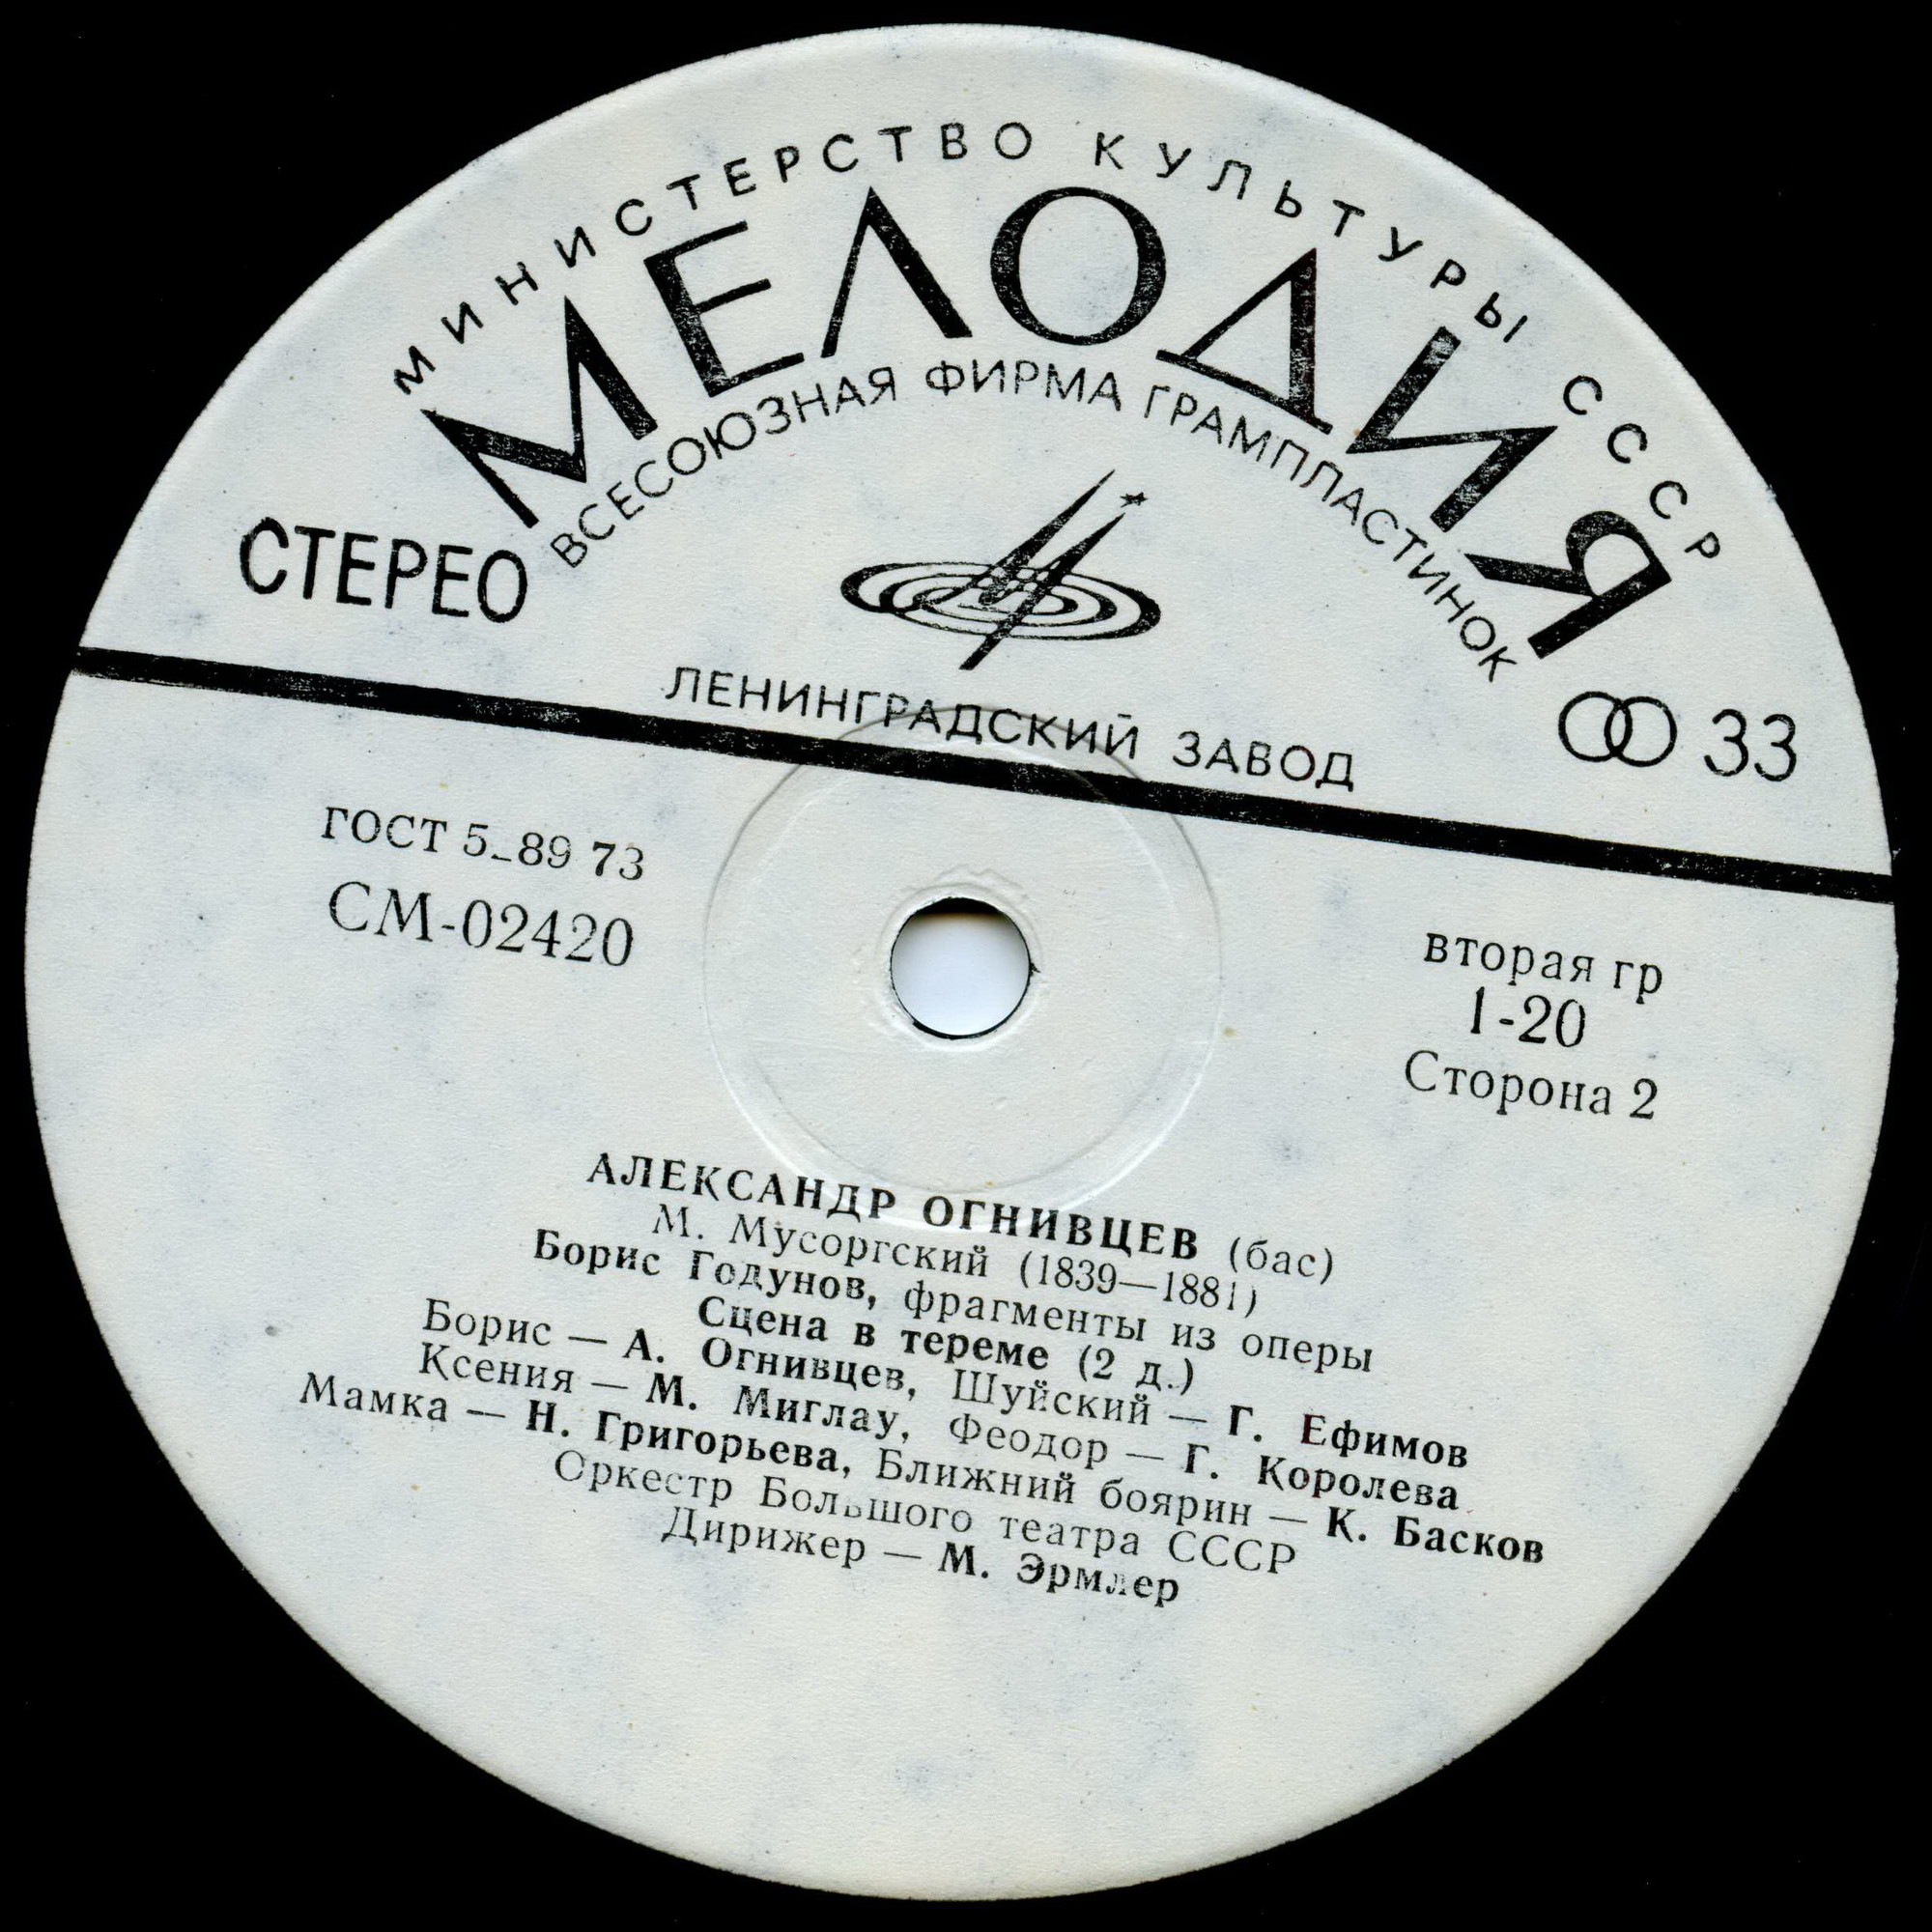 МИНИСТЕРСТВО КУЛЬТУРЫ СССР
МЕЛОДИЯ
ВСЕСОЮЗНАЯ ФИРМА ГРАМПЛАСТИНОК
СТЕРЕО
ЛЕНИНГРАДСКИЙ ЗАВОД
33
ГОСТ 5-89 73
СМ-02420
вторая гр
1-20
Сторона 2
АЛЕКСАНДР ОГНИВЦЕВ (бас)
М. Мусоргский (1839—1881)
Борис Годунов, фрагменты из оперы
Сцена в тереме (2 д.)
Борис — А. Огнивцев, Шуйский — Г. Ефимов
Ксения — М. Миглау, Феодор — Г. Королева
Мамка — Н. Григорьева, Ближний боярин — К. Басков
Оркестр Большого театра СССР
Дирижер — М. Эрмлер